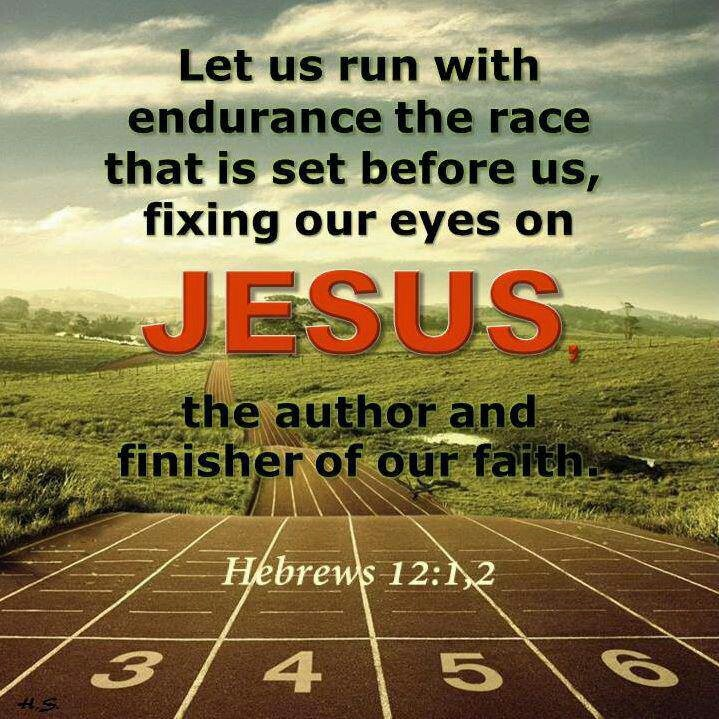 Let us run with
endurance the race
that is set before us,
fixing our eyes on
JESUS,
the author and
finisher of our faith.
Hebrews 12:1,2
3 4 5 6
H.S.